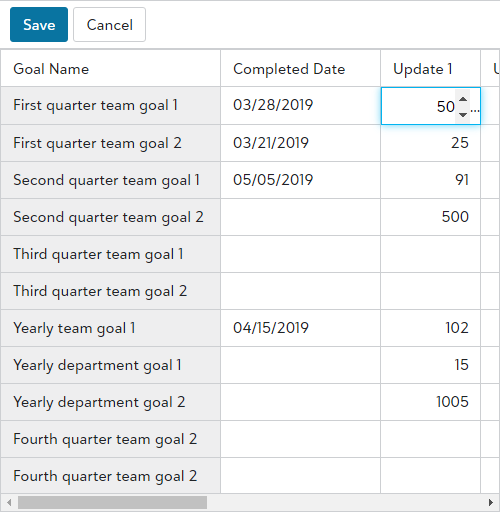 Save Cancel
Goal Name Completed Date Update 1 U
First quarter team goal 1 03/28/2019 50 ...
First quarter team goal 2 03/21/2019 25
Second quarter team goal 1 05/05/2019 91
Second quarter team goal 2 500
Third quarter team goal 1
Third quarter team goal 2
Yearly team goal 1 04/15/2019 102
Yearly department goal 1 15
Yearly department goal 2 1005
Fourth quarter team goal 2
Fourth quarter team goal 2